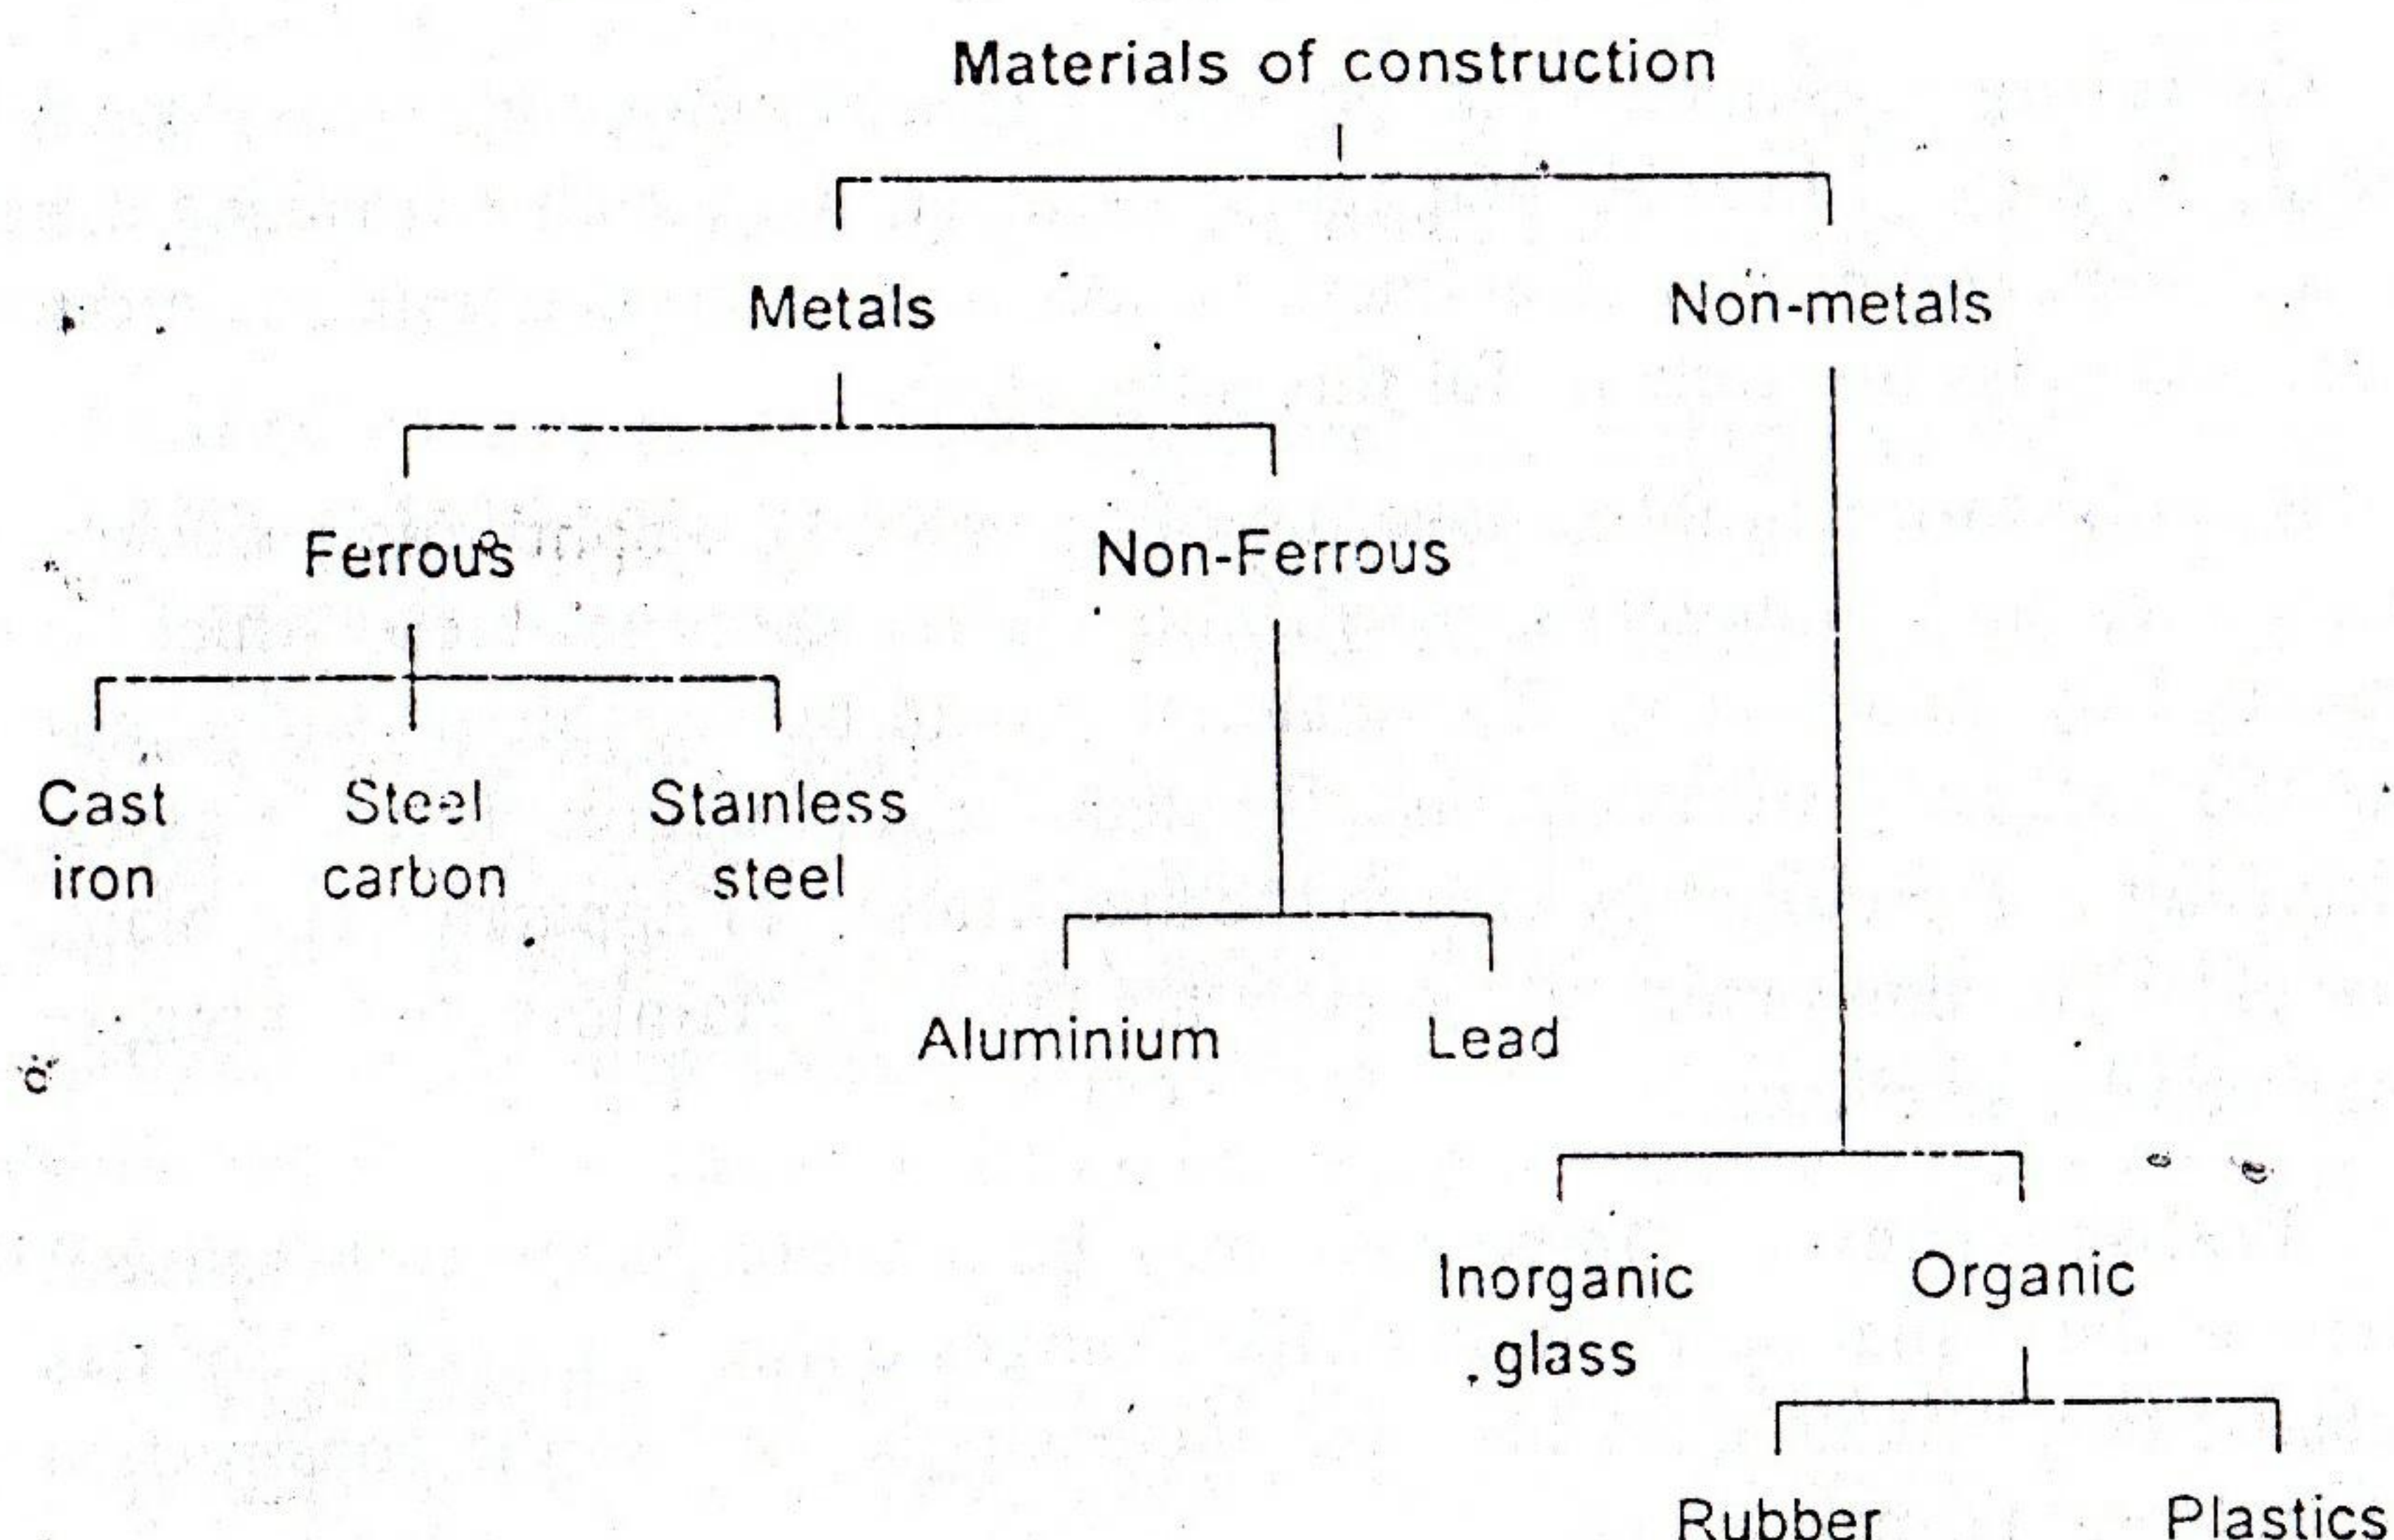 Materials of construction
Metals
Non-metals
Ferrous
Non-Ferrous
Cast
iron
Steel
carbon
Stainless
steel
Aluminium
Lead
Inorganic
glass
Organic
Rubber
Plastics